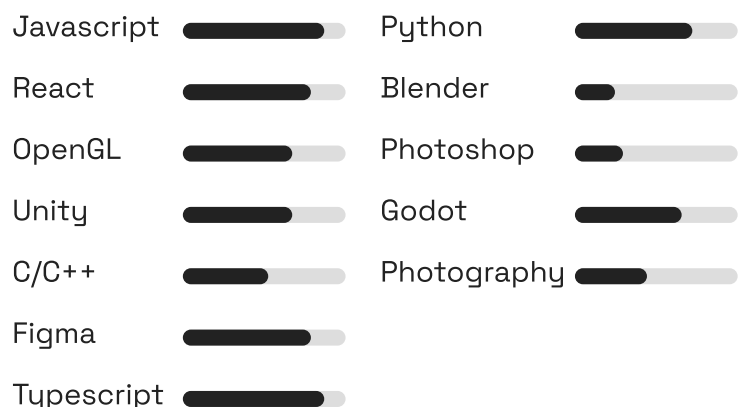 Javascript
React
OpenGL
Unity
C/C++
Figma
Typescript
Python
Blender
Photoshop
Godot
Photography